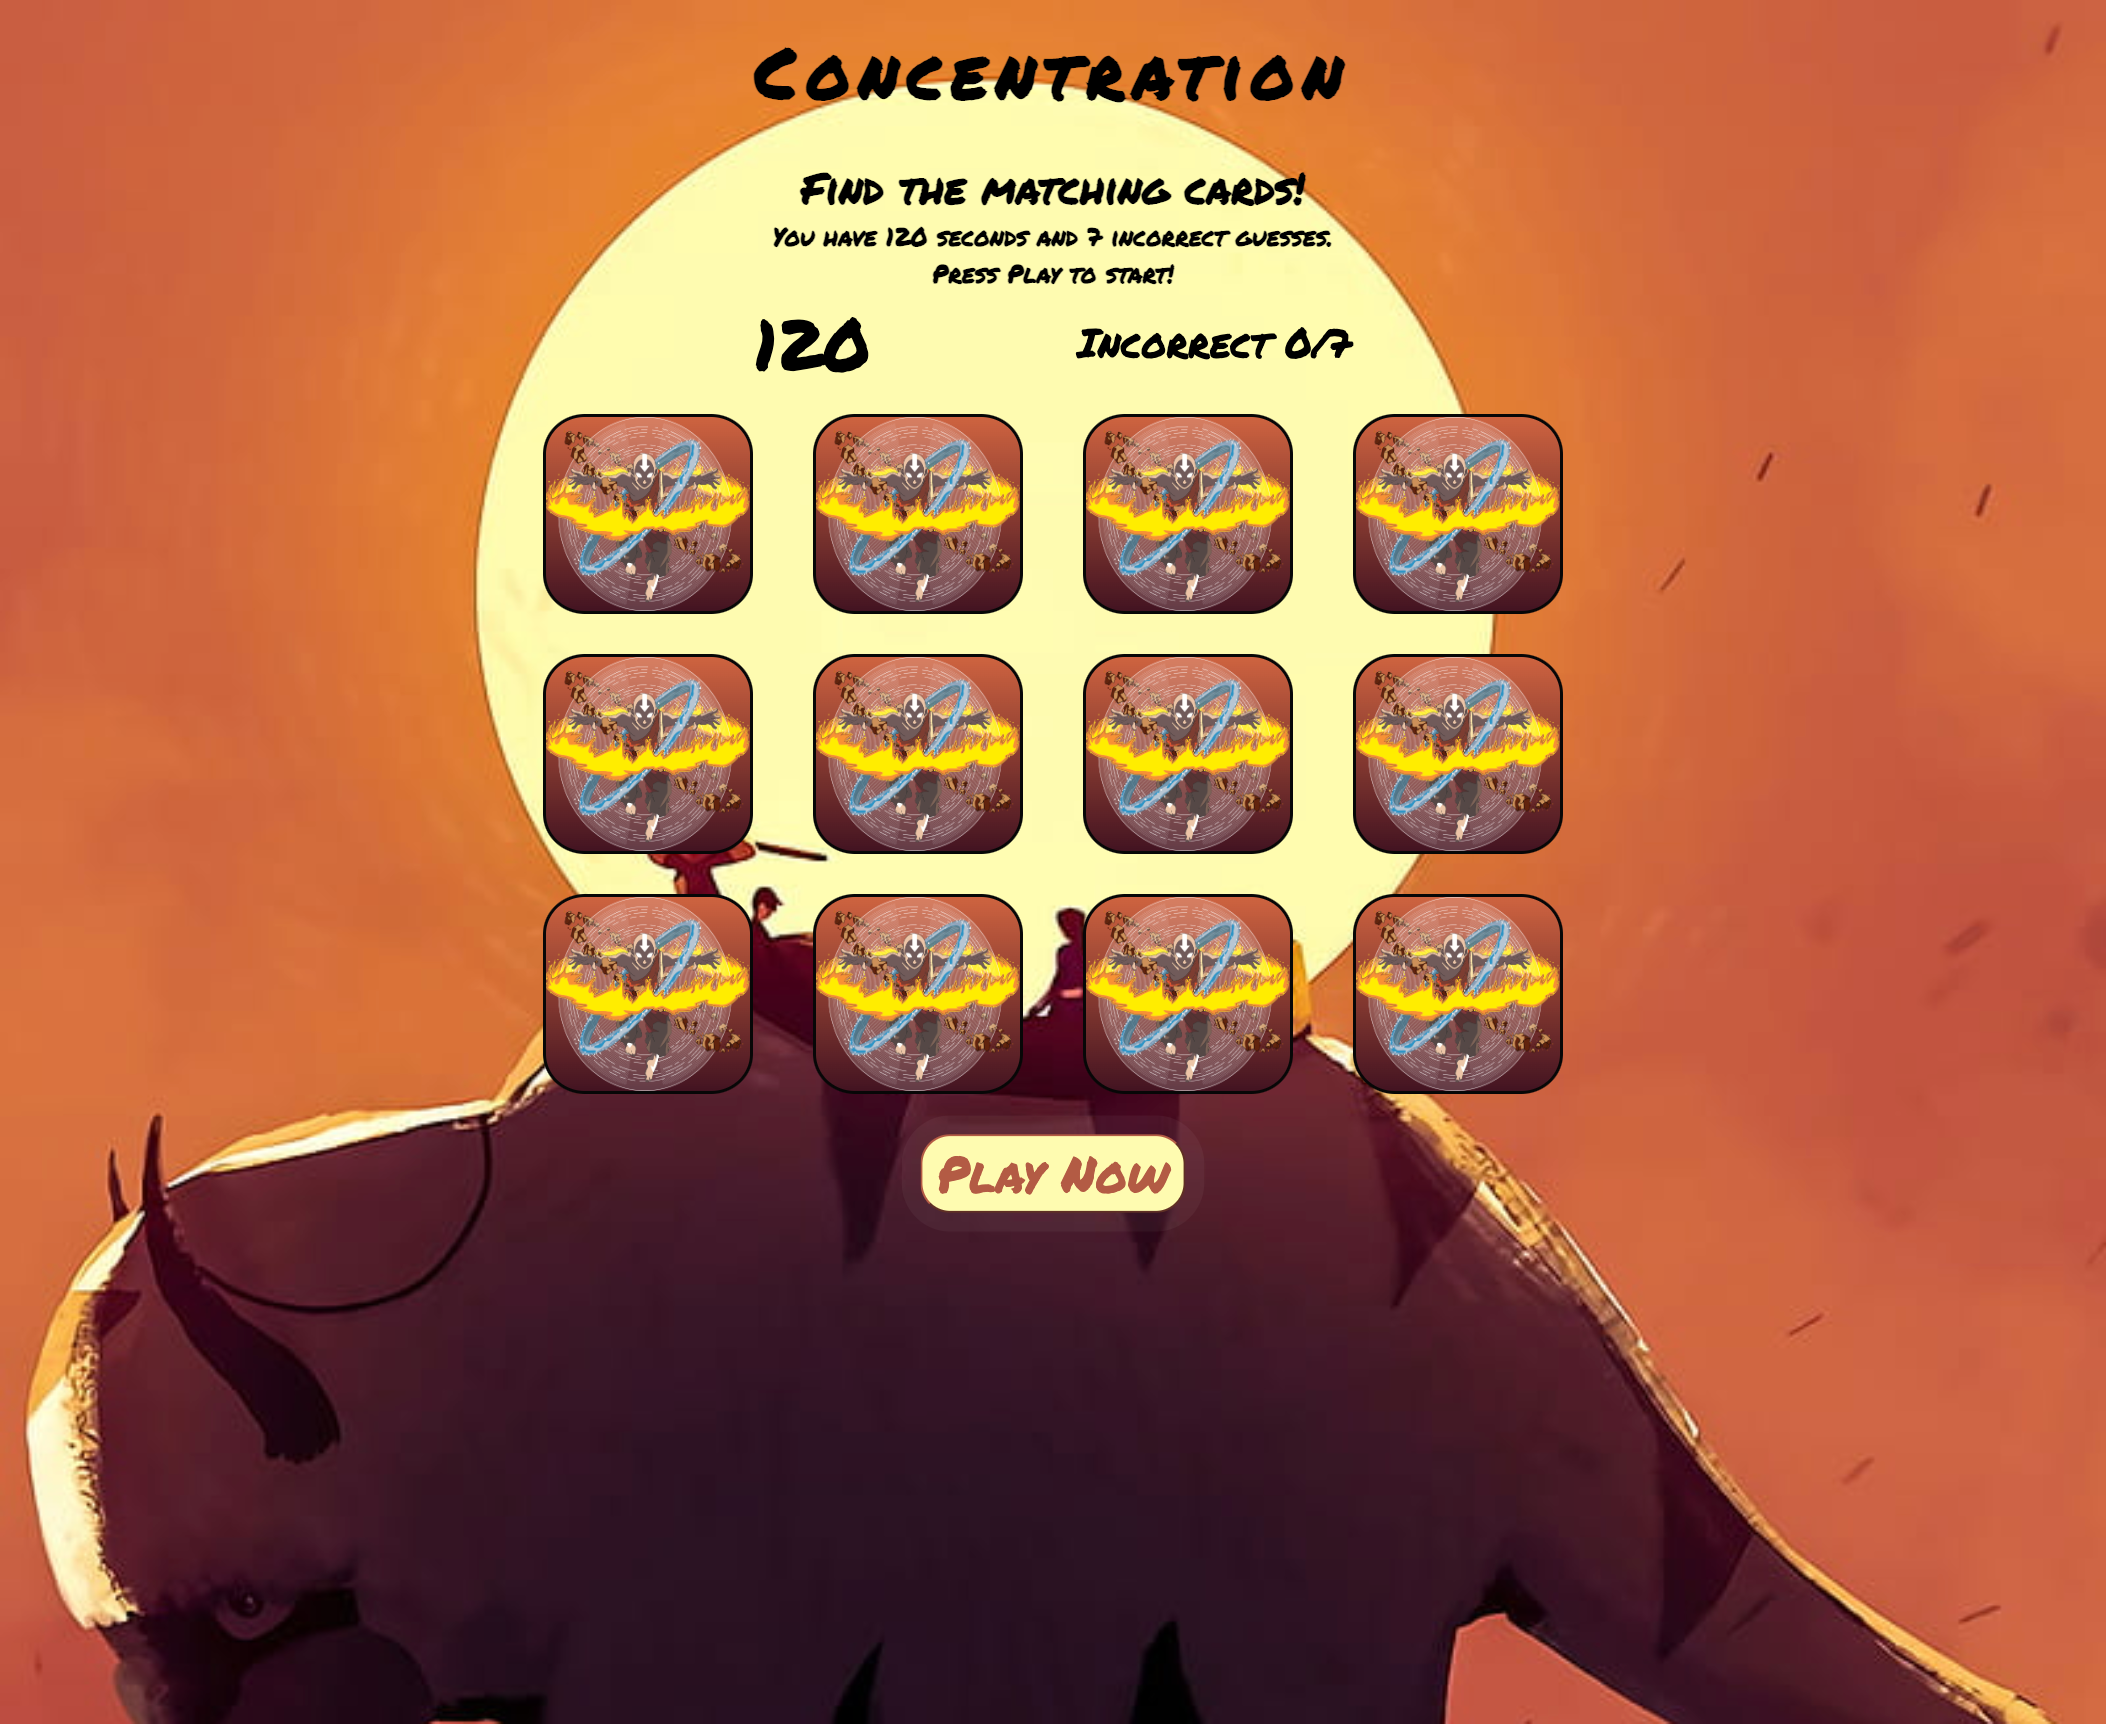 Concentration
Find the matching cards!
You have 120 seconds and 7 incorrect guesses.
Press Play to start!
120
Incorrect 0/7
Play Now